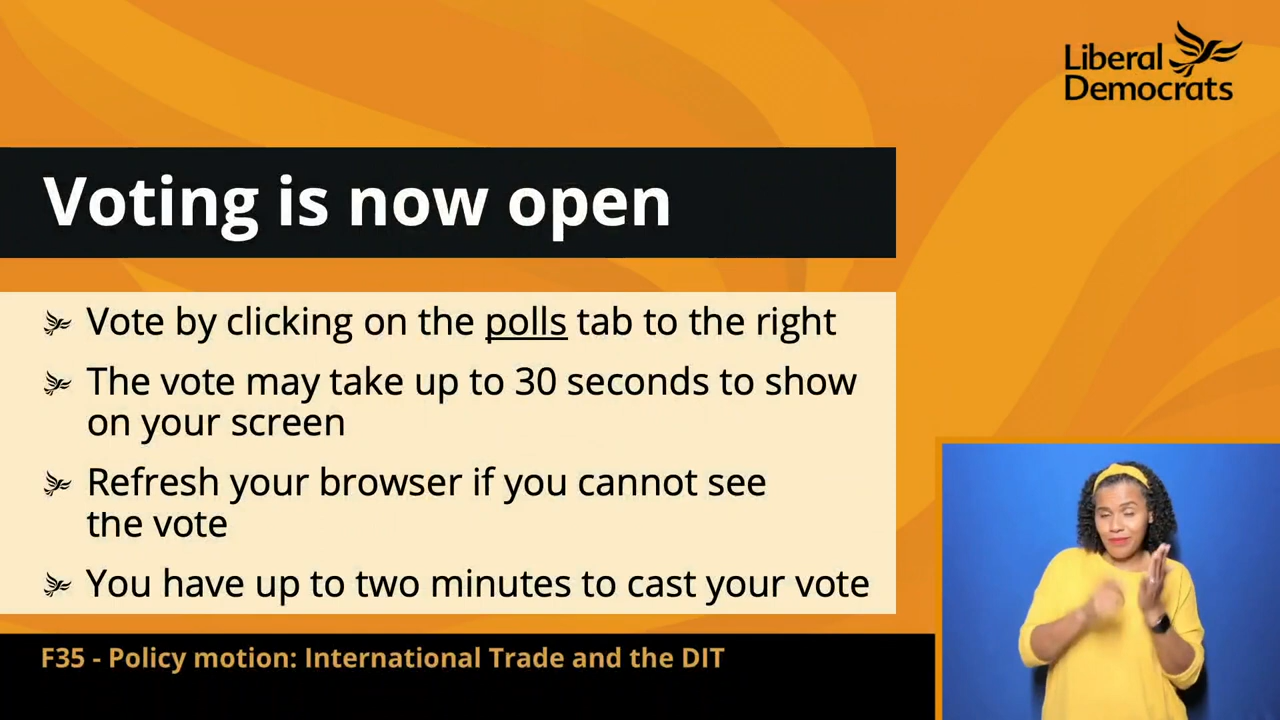 Liberal
Democrats
Voting is now open
Vote by clicking on the polls tab to the right
The vote may take up to 30 seconds to show
on your screen
Refresh your browser if you cannot see
the vote
You have up to two minutes to cast your vote
F35 - Policy motion: International Trade and the DIT